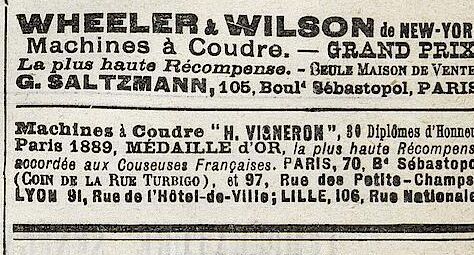 WHEELER & WILSON de NEW-YOR
Machines à Coudre. — GRAND PRIX
La plus haute Récompense. - SEULE MAISON DE VENTE
G. SALTZMANN, 105, Boulᵈ Sébastopol, PARIS
Machines à Coudre "H. VIGNERON", 30 Diplômes d'Honneu
Paris 1889, MÉDAILLE d'OR, la plus haute Récompens
accordée aux Couseuses Françaises. PARIS, 70, Bᵈ Sébastopo
(COIN DE LA RUE TURBIGO), et 97, Rue des Petits-Champs
LYON 91, Rue de l'Hôtel-de-Ville; LILLE, 106, Rue Nationale